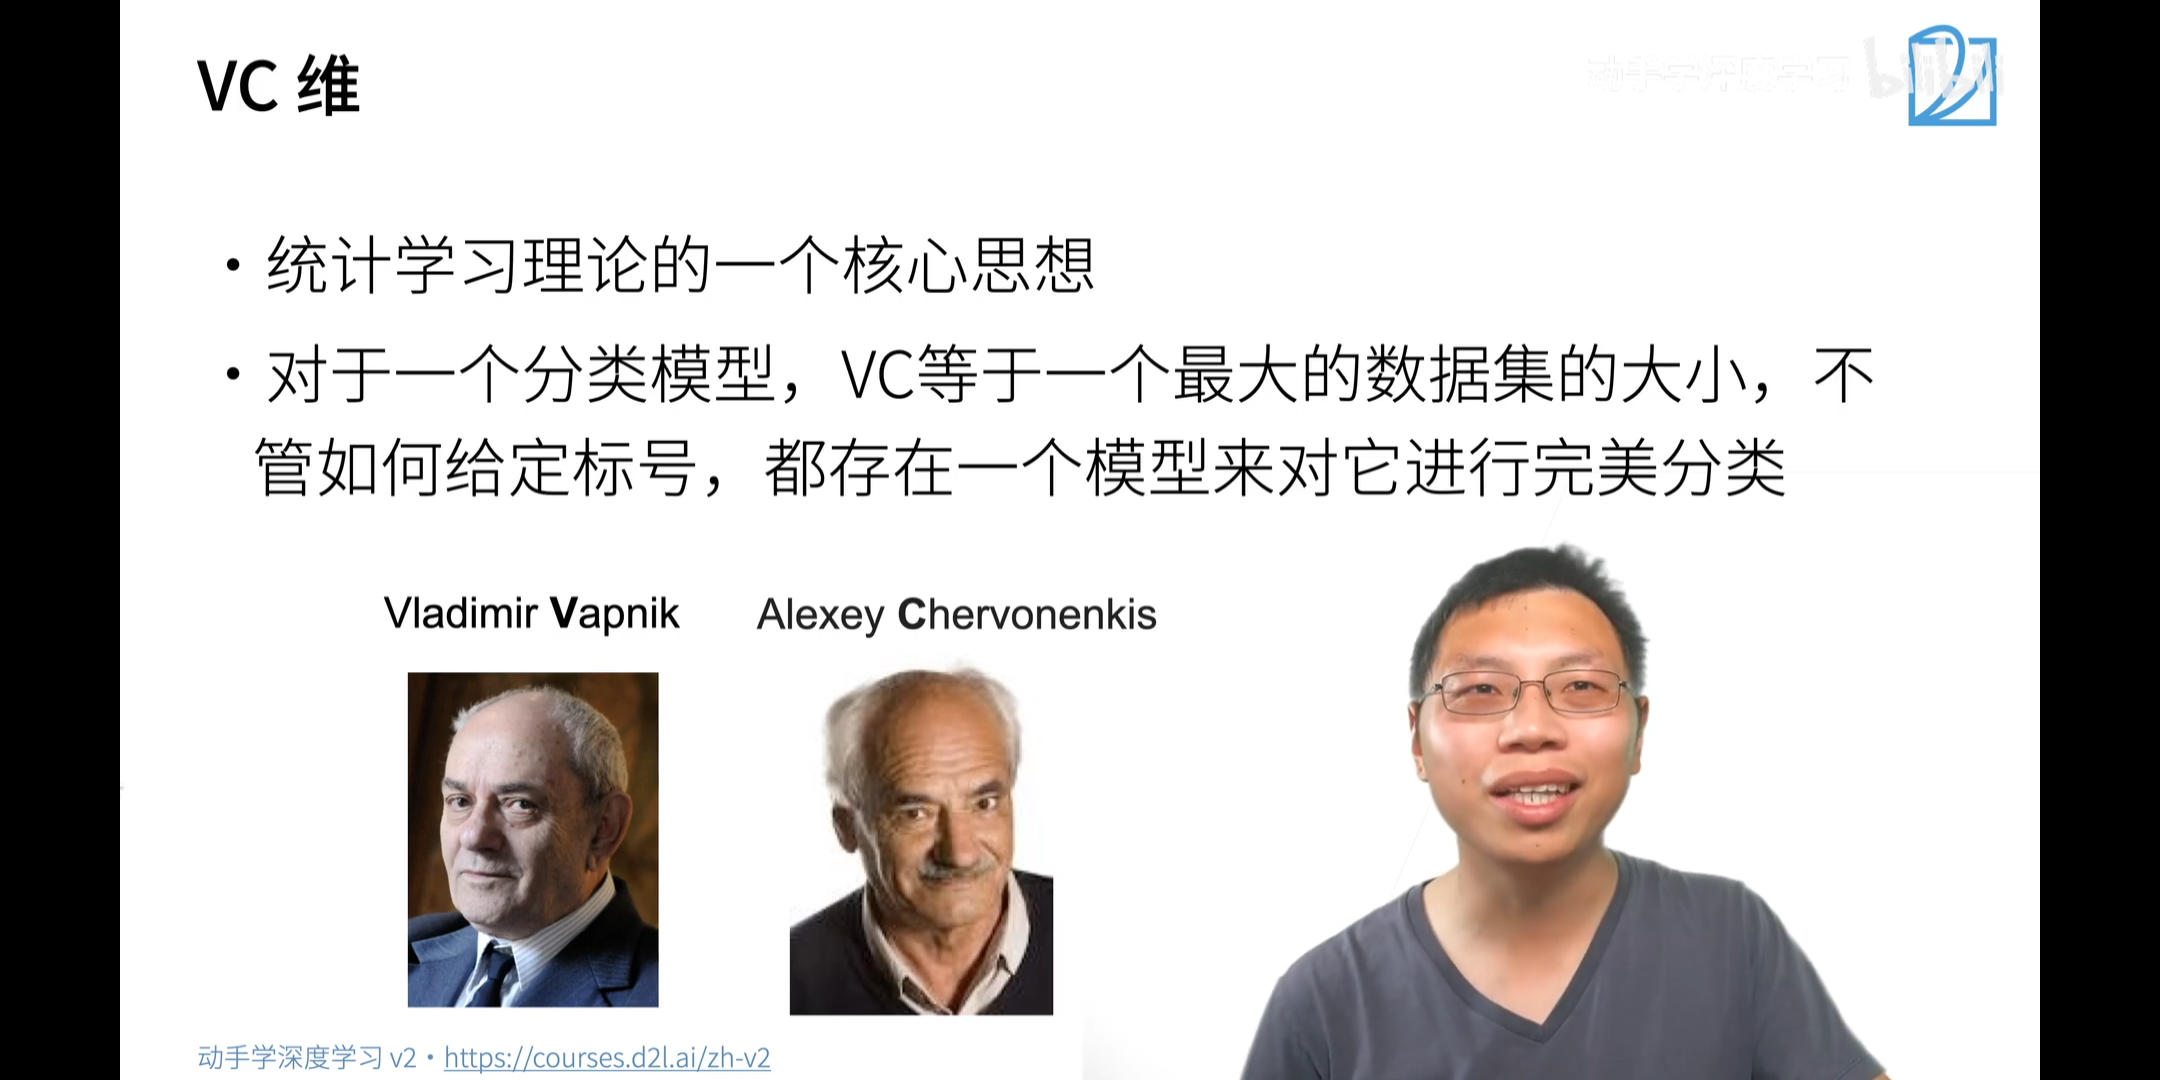 VC 维
动手学深度学习
bilibili
• 统计学习理论的一个核心思想
• 对于一个分类模型，VC等于一个最大的数据集的大小，不
管如何给定标号，都存在一个模型来对它进行完美分类
Vladimir Vapnik
Alexey Chervonenkis
动手学深度学习 v2 • https://courses.d2l.ai/zh-v2